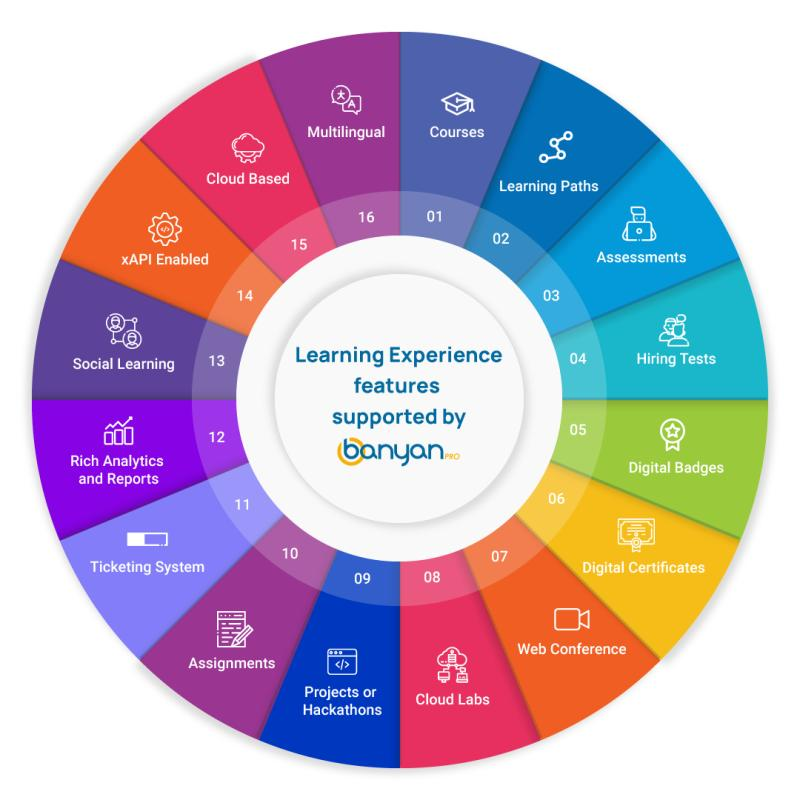 Learning Experience
features
supported by
banyan PRO
01
Courses
02
Learning Paths
03
Assessments
04
Hiring Tests
05
Digital Badges
06
Digital Certificates
07
Web Conference
08
Cloud Labs
09
Projects or
Hackathons
10
Assignments
11
Ticketing System
12
Rich Analytics
and Reports
13
Social Learning
14
xAPI Enabled
15
Cloud Based
16
Multilingual
A